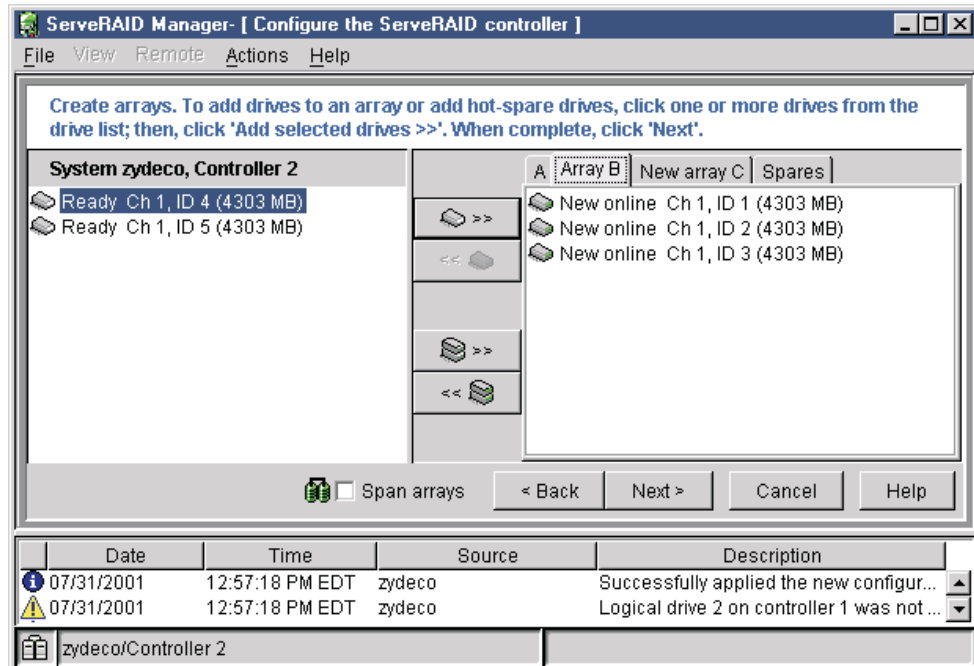 ServeRAID Manager- [ Configure the ServeRAID controller ]
File View Remote Actions Help
Create arrays. To add drives to an array or add hot-spare drives, click one or more drives from the
drive list; then, click 'Add selected drives >>'. When complete, click 'Next'.
System zydeco, Controller 2
Ready Ch 1, ID 4 (4303 MB)
Ready Ch 1, ID 5 (4303 MB)
>>
<<
>>
<<
A Array B New array C Spares
New online Ch 1, ID 1 (4303 MB)
New online Ch 1, ID 2 (4303 MB)
New online Ch 1, ID 3 (4303 MB)
Span arrays < Back Next > Cancel Help
Date Time Source Description
07/31/2001 12:57:18 PM EDT zydeco Successfully applied the new configur...
07/31/2001 12:57:18 PM EDT zydeco Logical drive 2 on controller 1 was not ...
zydeco/Controller 2